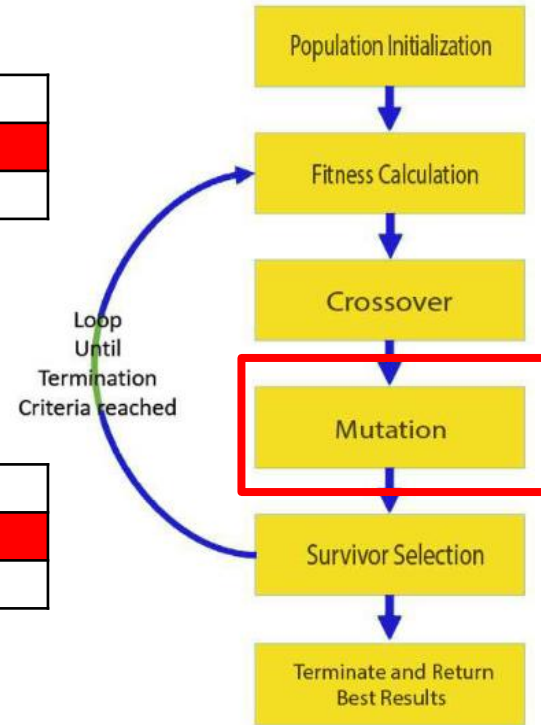 Population Initialization
Fitness Calculation
Crossover
Loop
Until
Termination
Criteria reached
Mutation
Survivor Selection
Terminate and Return
Best Results